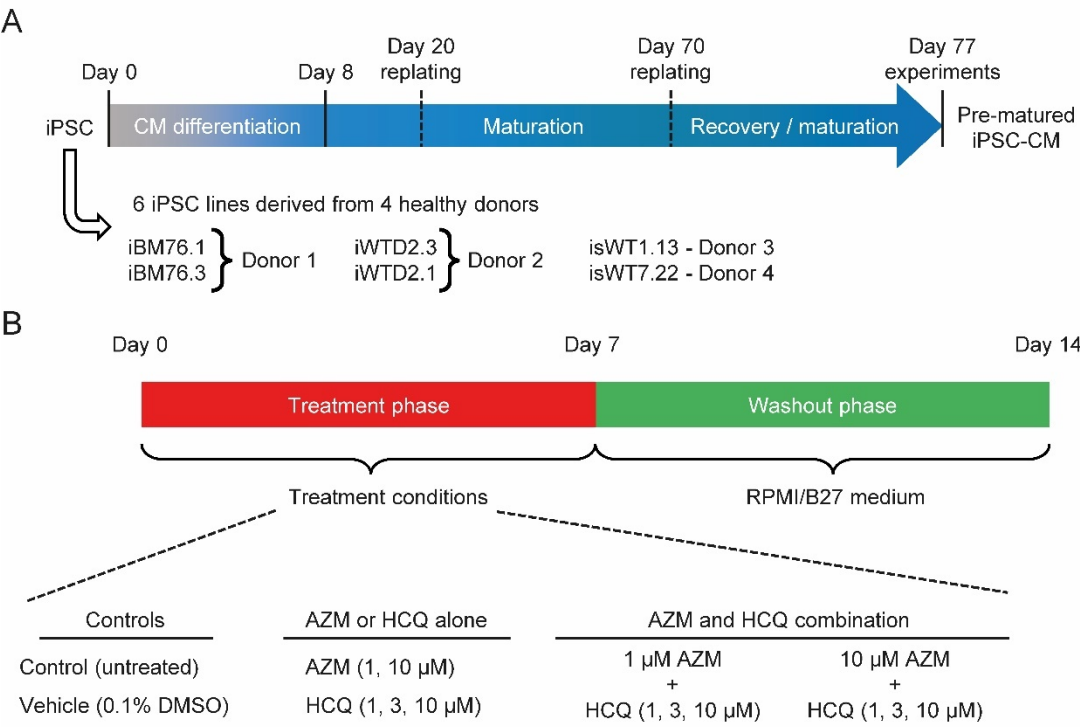 A
Day 0
Day 8
Day 20
replating
Day 70
replating
Day 77
experiments
iPSC
CM differentiation
Maturation
Recovery / maturation
Pre-matured
iPSC-CM
6 iPSC lines derived from 4 healthy donors
iBM76.1
iBM76.3
Donor 1
iWTD2.3
iWTD2.1
Donor 2
isWT1.13 - Donor 3
isWT7.22 - Donor 4
B
Day 0
Day 7
Day 14
Treatment phase
Washout phase
Treatment conditions
RPMI/B27 medium
Controls
Control (untreated)
Vehicle (0.1% DMSO)
AZM or HCQ alone
AZM (1, 10 µM)
HCQ (1, 3, 10 µM)
AZM and HCQ combination
1 µM AZM
+
HCQ (1, 3, 10 µM)
10 µM AZM
+
HCQ (1, 3, 10 µM)